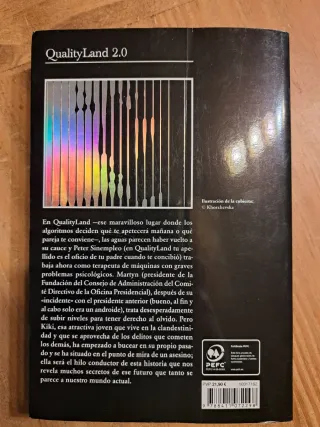 QualityLand 2.0
Ilustración de la cubierta:
© Khorzhevska
En QualityLand –ese maravilloso lugar donde los
algoritmos deciden qué te apetecerá mañana o qué
pareja te conviene–, las aguas parecen haber vuelto a
su cauce y Peter Sinempleo (en QualityLand tu ape-
llido es el oficio de tu padre cuando te concibió) tra-
baja ahora como terapeuta de máquinas con graves
problemas psicológicos. Martyn (presidente de la
Fundación del Consejo de Administración del Comi-
té Directivo de la Oficina Presidencial), después de su
«incidente» con el presidente anterior (bueno, al fin y
al cabo solo era un androide), trata desesperadamente
de subir niveles para tener derecho al olvido. Pero
Kiki, esa atractiva joven que vive en la clandestini-
dad y que se aprovecha de los delitos que cometen
los demás, ha empezado a bucear en su propio pasa-
do y se ha situado en el punto de mira de un asesino;
ella será el hilo conductor de esta historia que nos
revela muchos secretos de ese futuro que tanto se
parece a nuestro mundo actual.
PEFC
PVP 21,90 €